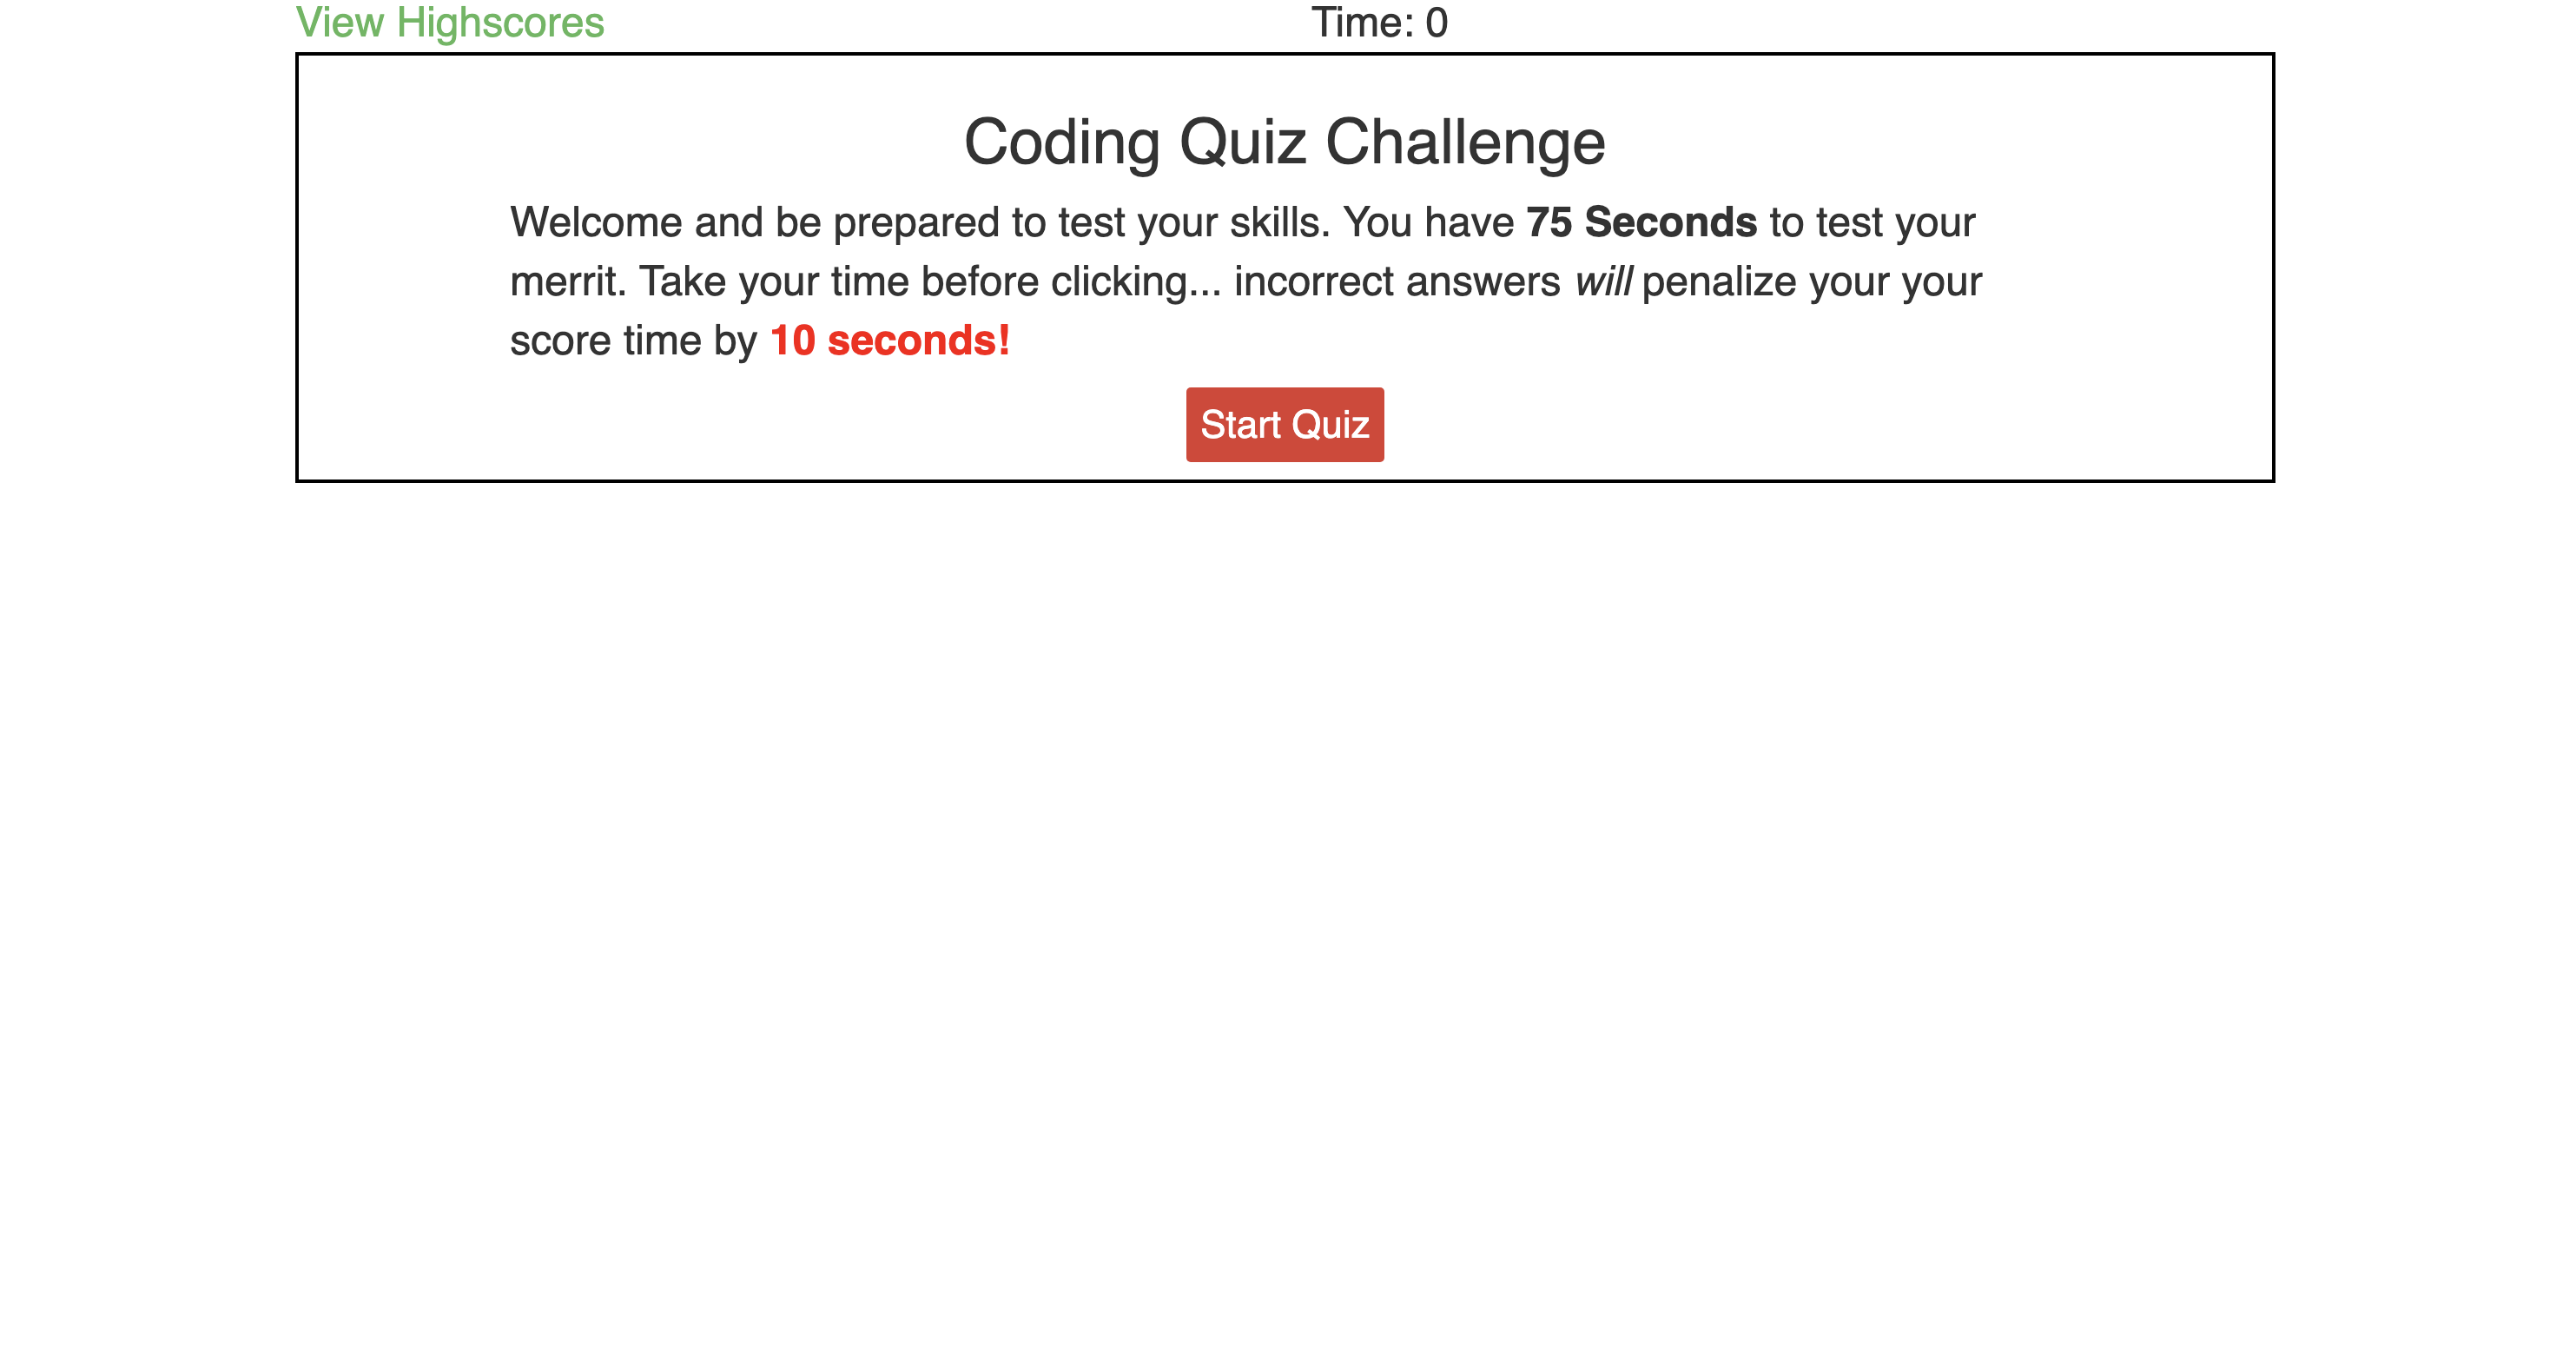 View Highscores
Time: 0
Coding Quiz Challenge
Welcome and be prepared to test your skills. You have 75 Seconds to test your
merrit. Take your time before clicking... incorrect answers will penalize your your
score time by 10 seconds!
Start Quiz